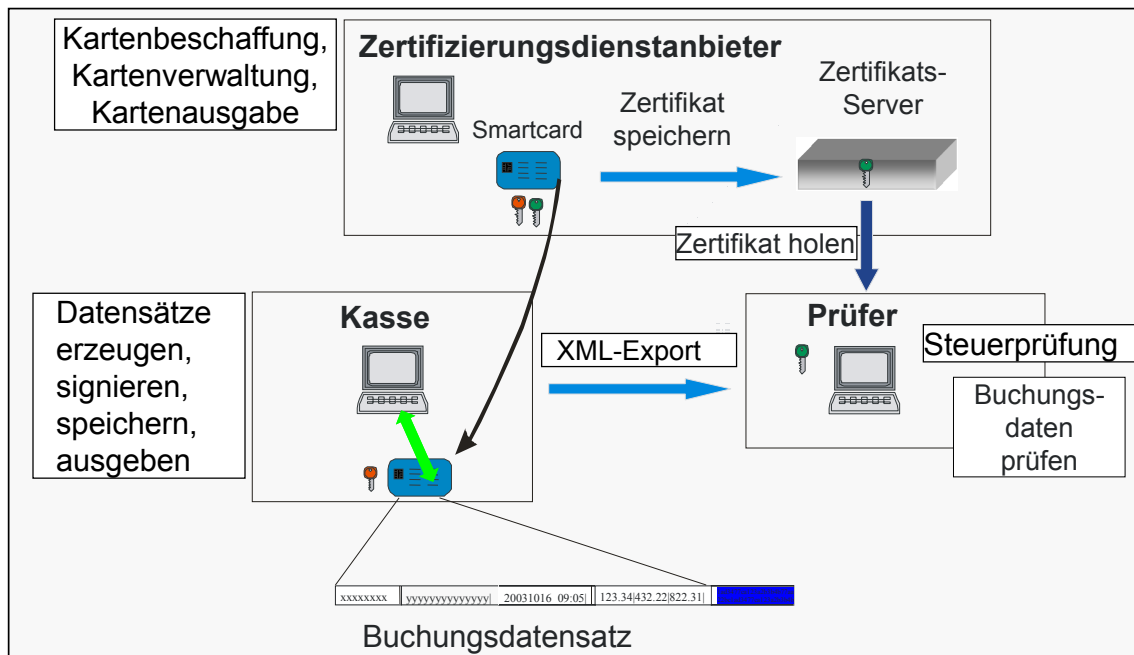 Kartenbeschaffung,
Kartenverwaltung,
Kartenausgabe
Zertifizierungsdienstanbieter
Smartcard
Zertifikat
speichern
Zertifikats-
Server
Zertifikat holen
Datensätze
erzeugen,
signieren,
speichern,
ausgeben
Kasse
XML-Export
Prüfer
Steuerprüfung
Buchungs-
daten
prüfen
xxxxxxxx yyyyyyyyyyyyyy| 20031016 09:05| 123.34|432.22|822.31|
Buchungsdatensatz